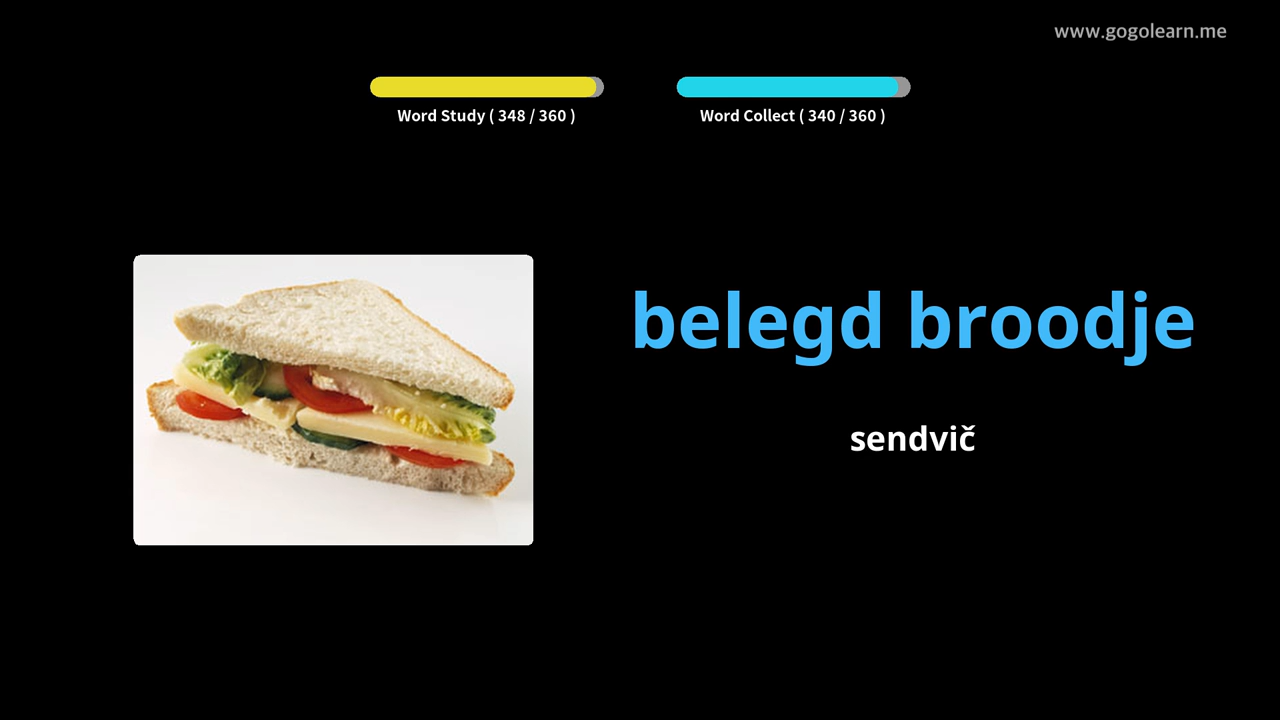 www.gogolearn.me
Word Study ( 348 / 360 )
Word Collect ( 340 / 360 )
belegd broodje
sendvič